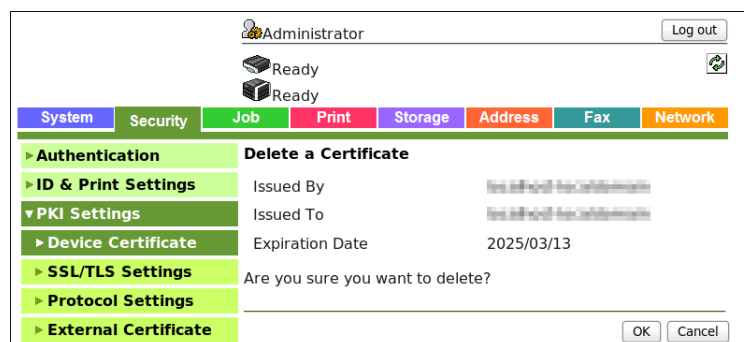 Administrator
Log out
Ready
Ready
System Security Job Print Storage Address Fax Network
Authentication
ID & Print Settings
PKI Settings
Device Certificate
SSL/TLS Settings
Protocol Settings
External Certificate
Delete a Certificate
Issued By
Issued To
Expiration Date 2025/03/13
Are you sure you want to delete?
OK Cancel